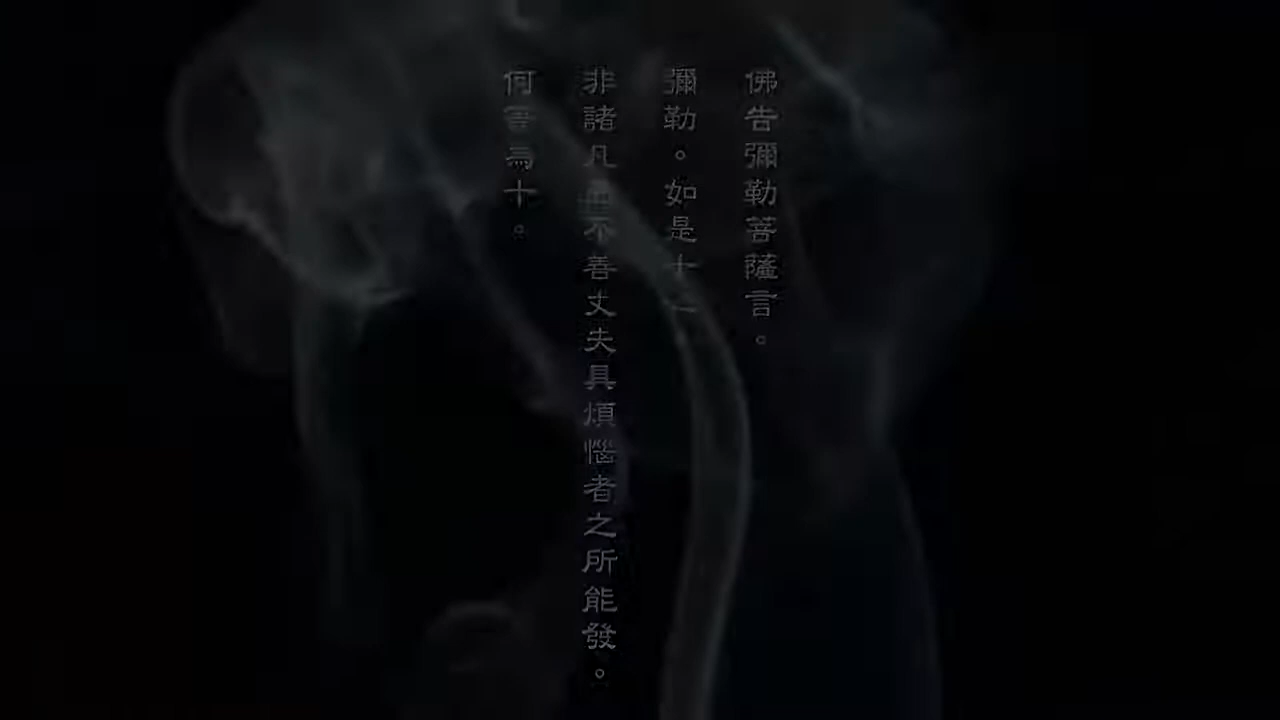 佛告彌勒菩薩言。
彌勒。如是十心
非諸凡愚不善丈夫具煩惱者之所能發。
何等為十。